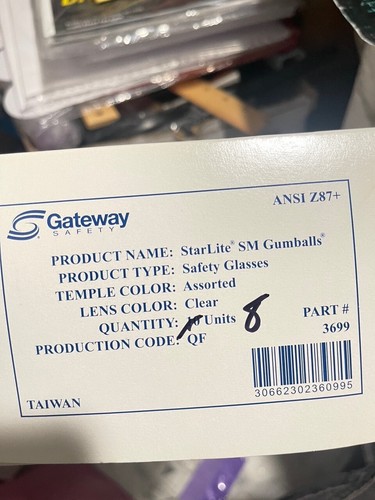 ANSI Z87+
Gateway
SAFETY
PRODUCT NAME: StarLite® SM Gumballs®
PRODUCT TYPE: Safety Glasses
TEMPLE COLOR: Assorted
LENS COLOR: Clear
QUANTITY: Units 8
PRODUCTION CODE: QF
PART #
3699
30662302360995
TAIWAN